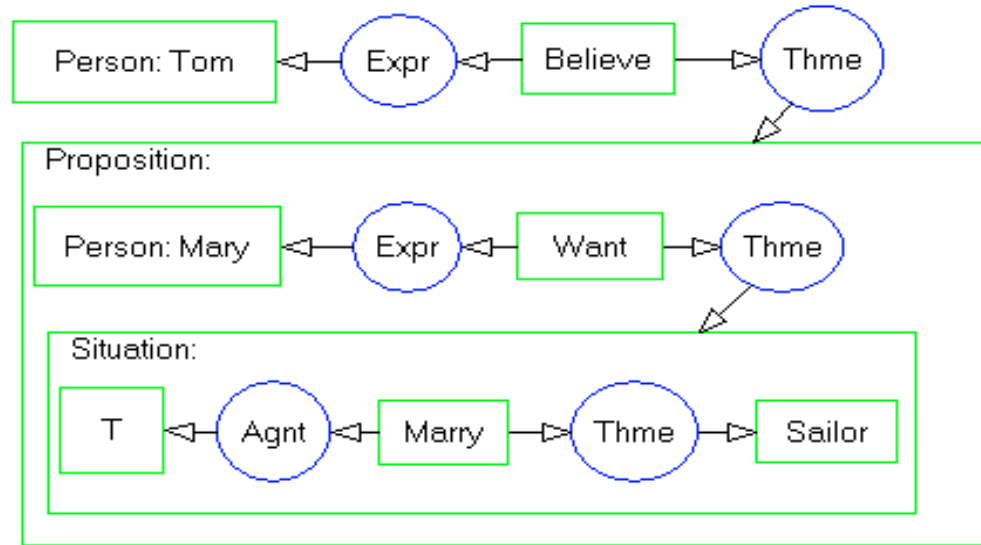 Person: Tom Expr Believe Thme
Proposition:
Person: Mary Expr Want Thme
Situation:
T Agnt Marry Thme Sailor